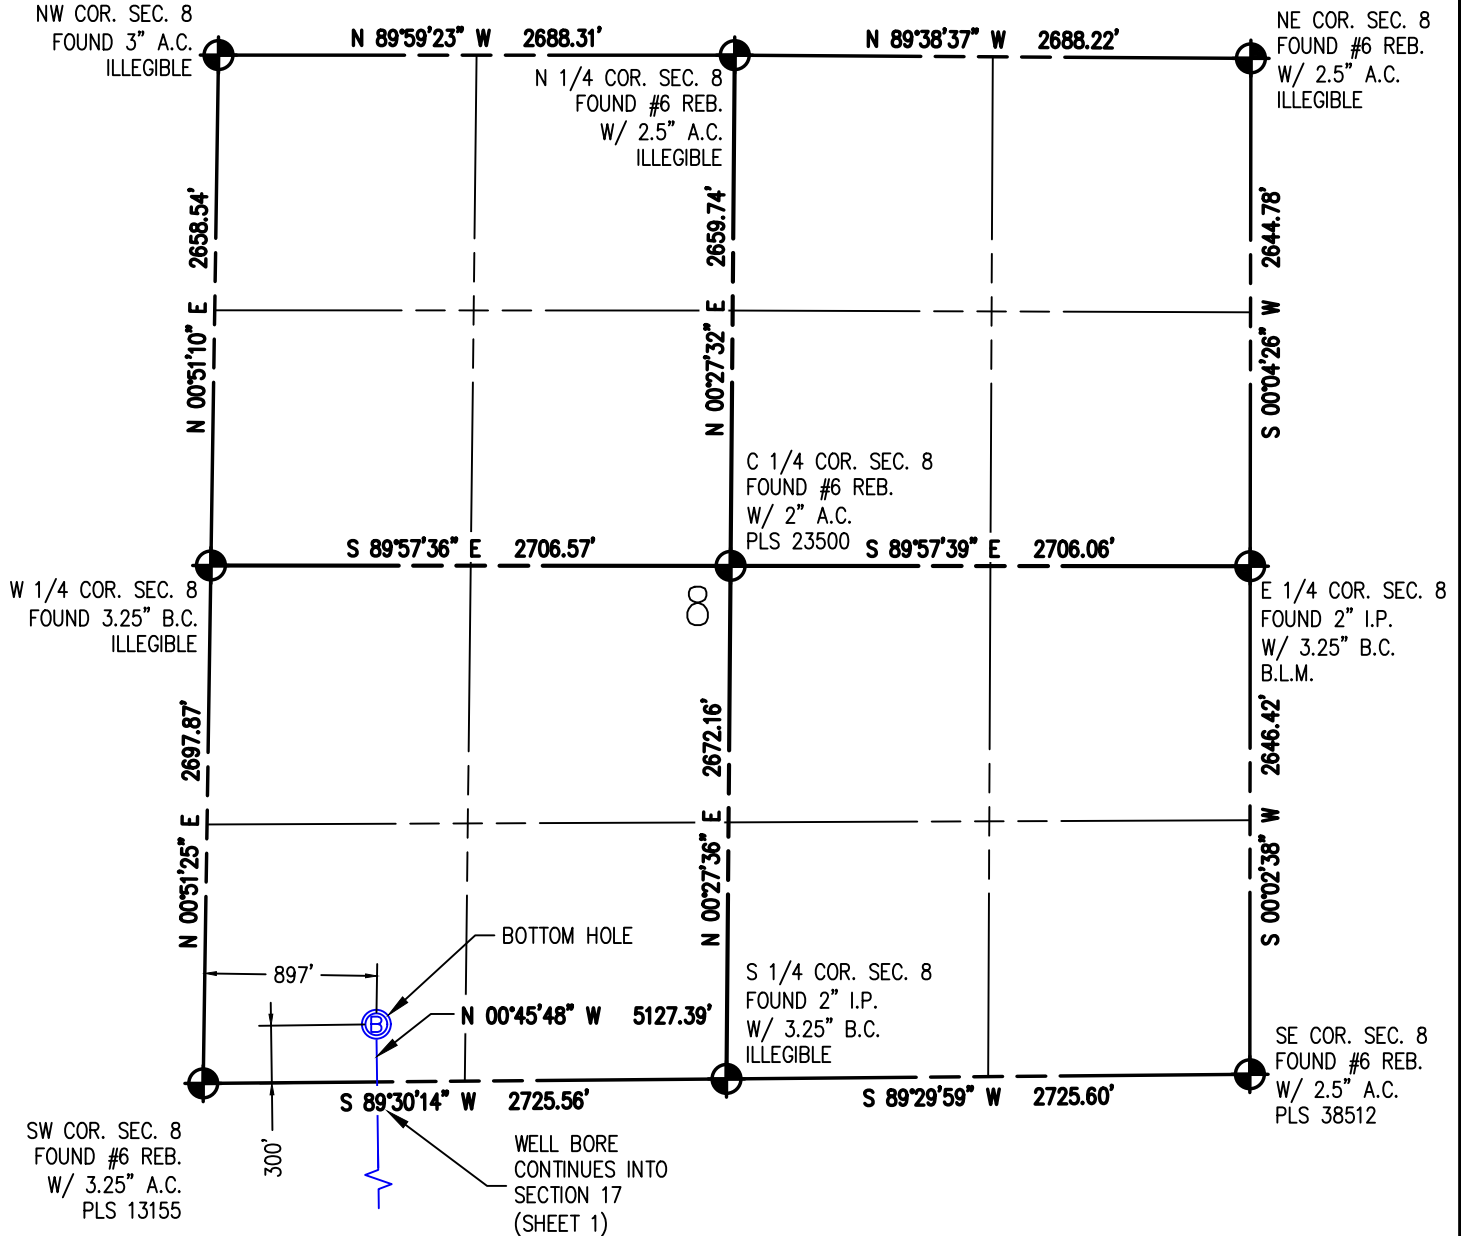 NW COR. SEC. 8
FOUND 3" A.C.
ILLEGIBLE
N 89°59'23" W 2688.31'
N 1/4 COR. SEC. 8
FOUND #6 REB.
W/ 2.5" A.C.
ILLEGIBLE
N 89°38'37" W 2688.22'
NE COR. SEC. 8
FOUND #6 REB.
W/ 2.5" A.C.
ILLEGIBLE
N 00°51'10" E 2658.54'
N 00°27'32" E 2659.74'
S 00°04'26" W 2644.78'
C 1/4 COR. SEC. 8
FOUND #6 REB.
W/ 2" A.C.
PLS 23500
S 89°57'36" E 2706.57'
S 89°57'39" E 2706.06'
W 1/4 COR. SEC. 8
FOUND 3.25" B.C.
ILLEGIBLE
8
E 1/4 COR. SEC. 8
FOUND 2" I.P.
W/ 3.25" B.C.
B.L.M.
N 00°51'25" E 2697.87'
N 00°27'36" E 2672.16'
S 00°02'38" W 2646.42'
BOTTOM HOLE
897'
B
N 00°45'48" W 5127.39'
S 1/4 COR. SEC. 8
FOUND 2" I.P.
W/ 3.25" B.C.
ILLEGIBLE
SE COR. SEC. 8
FOUND #6 REB.
W/ 2.5" A.C.
PLS 38512
S 89°30'14" W 2725.56'
S 89°29'59" W 2725.60'
SW COR. SEC. 8
FOUND #6 REB.
W/ 3.25" A.C.
PLS 13155
300'
WELL BORE
CONTINUES INTO
SECTION 17
(SHEET 1)